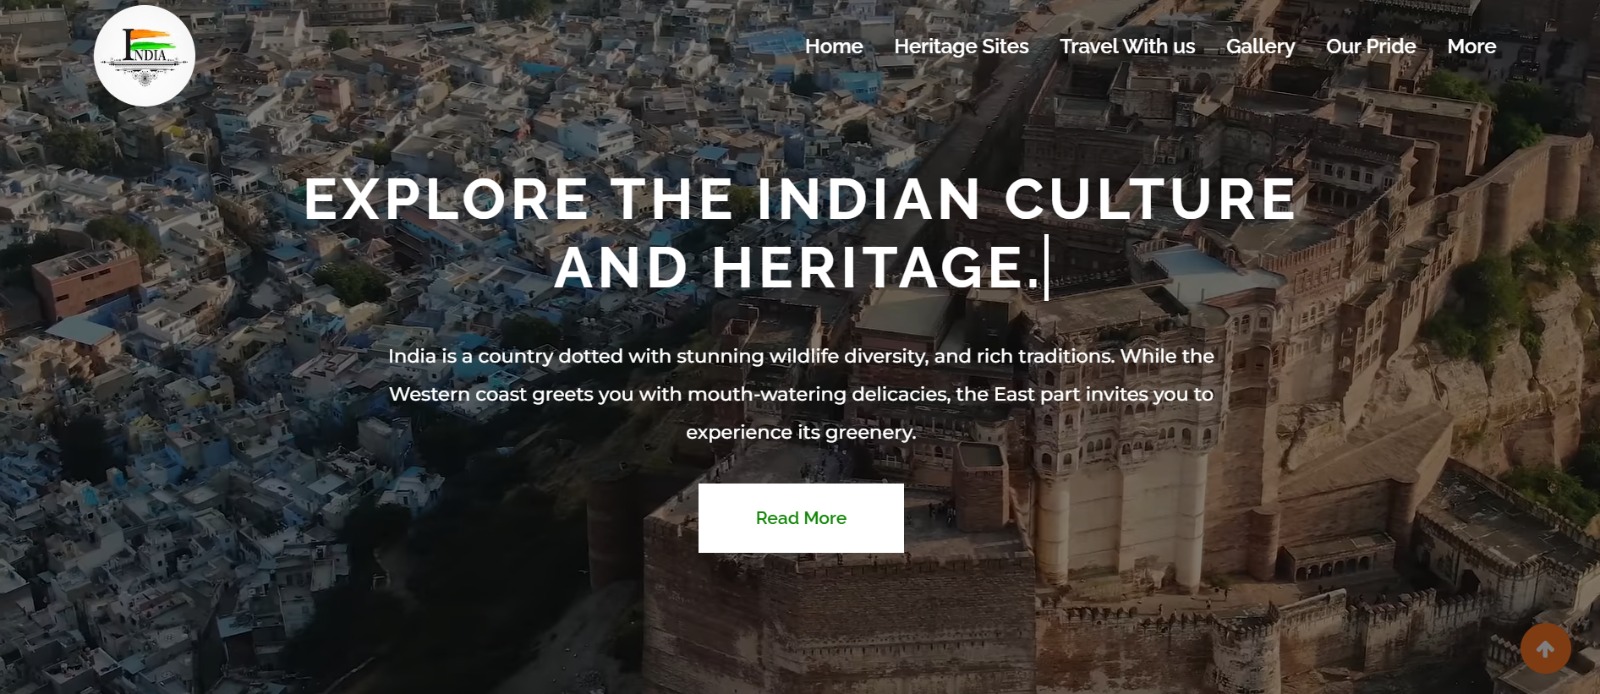 INDIA
Home
Heritage Sites
Travel With us
Gallery
Our Pride
More
EXPLORE THE INDIAN CULTURE
AND HERITAGE.
India is a country dotted with stunning wildlife diversity, and rich traditions. While the
Western coast greets you with mouth-watering delicacies, the East part invites you to
experience its greenery.
Read More